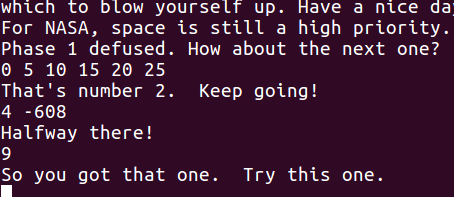 which to blow yourself up. Have a nice day
For NASA, space is still a high priority.
Phase 1 defused. How about the next one?
0 5 10 15 20 25
That's number 2.  Keep going!
4 -608
Halfway there!
9
So you got that one.  Try this one.